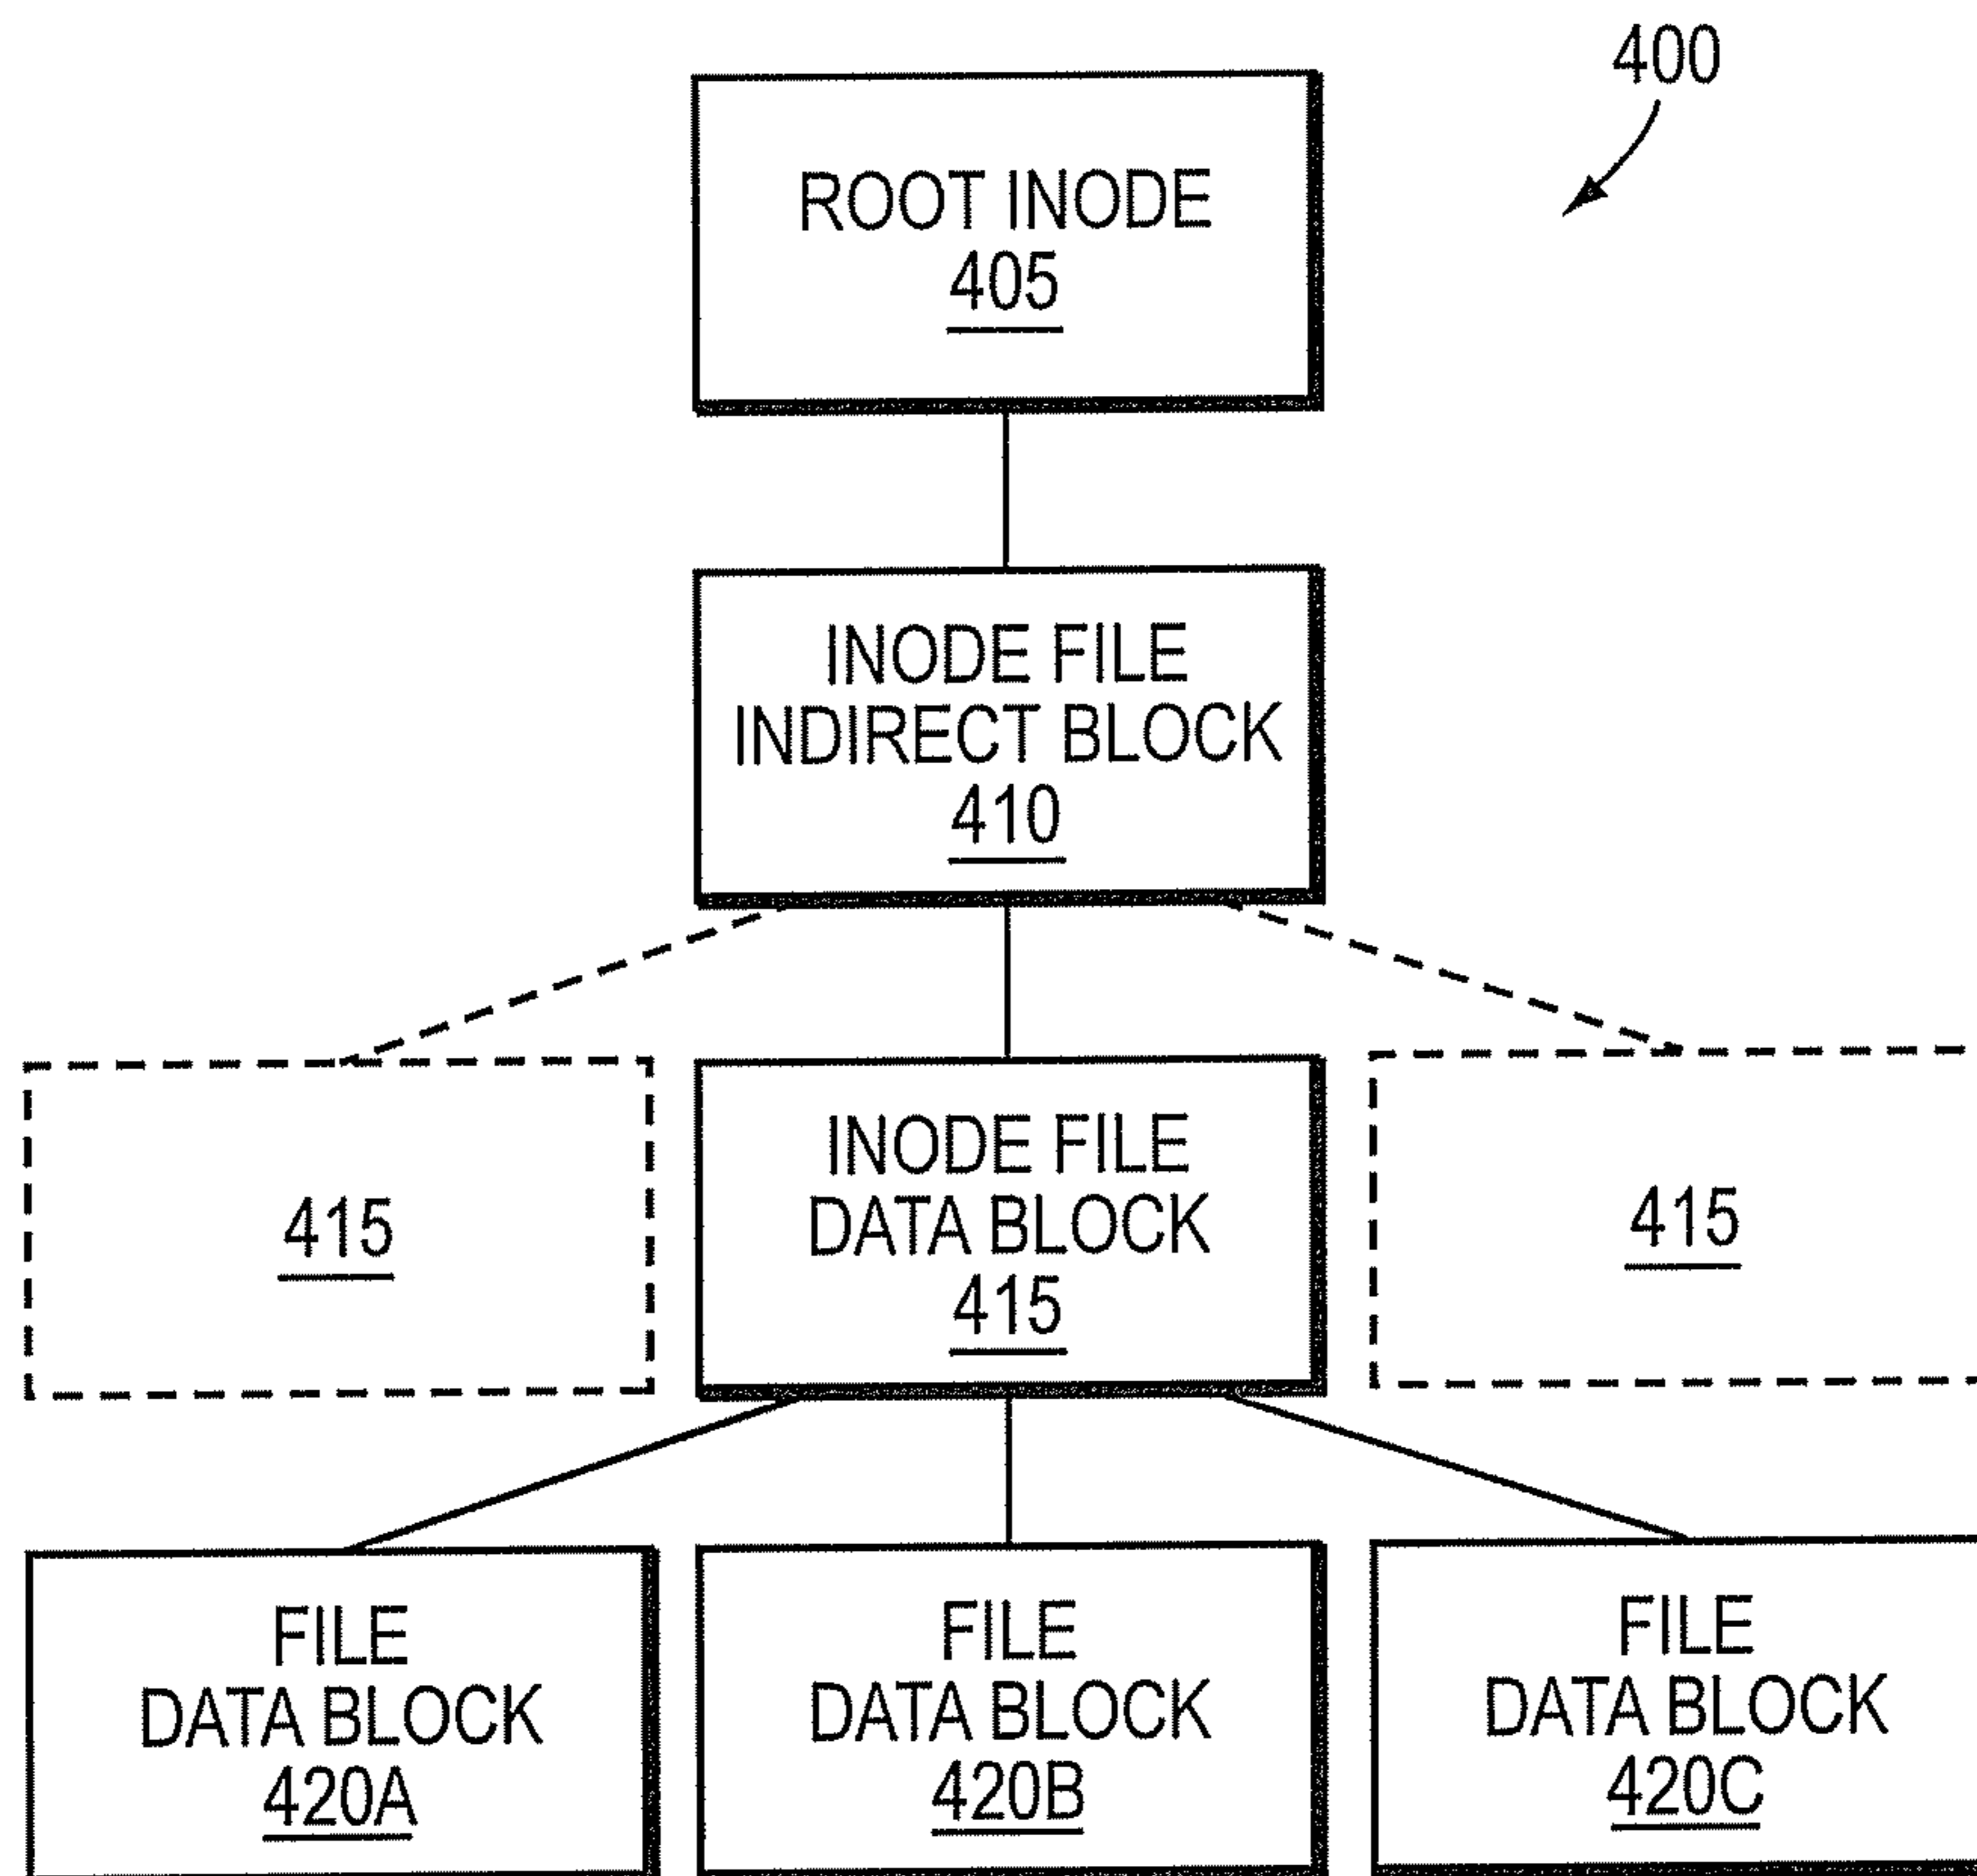 400
ROOT INODE
405
INODE FILE
INDIRECT BLOCK
410
415
INODE FILE
DATA BLOCK
415
415
FILE
DATA BLOCK
420A
FILE
DATA BLOCK
420B
FILE
DATA BLOCK
420C